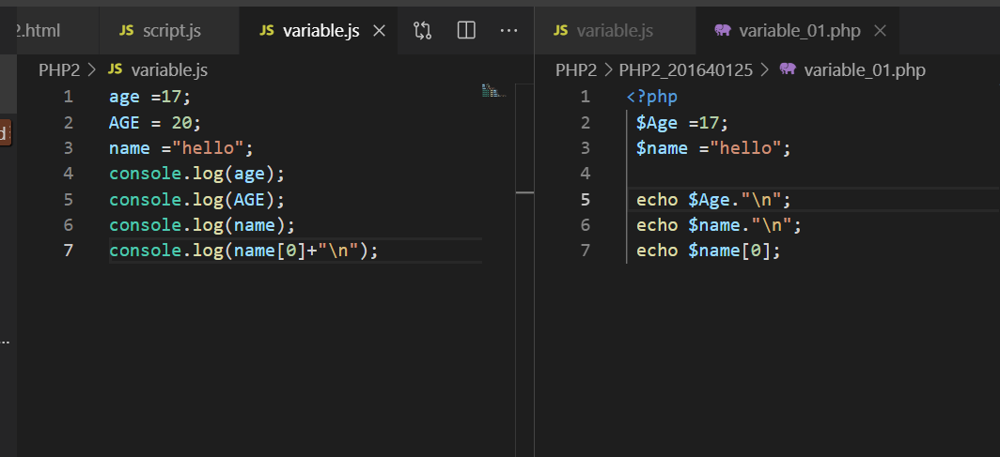 2.html JS script.js JS variable.js
PHP2 > JS variable.js
1 age =17;
2 AGE = 20;
3 name ="hello";
4 console.log(age);
5 console.log(AGE);
6 console.log(name);
7 console.log(name[0]+"\n");
JS variable.js variable_01.php
PHP2 > PHP2_201640125 > variable_01.php
1 <?php
2 $Age =17;
3 $name ="hello";
4
5 echo $Age."\n";
6 echo $name."\n";
7 echo $name[0];
d
...